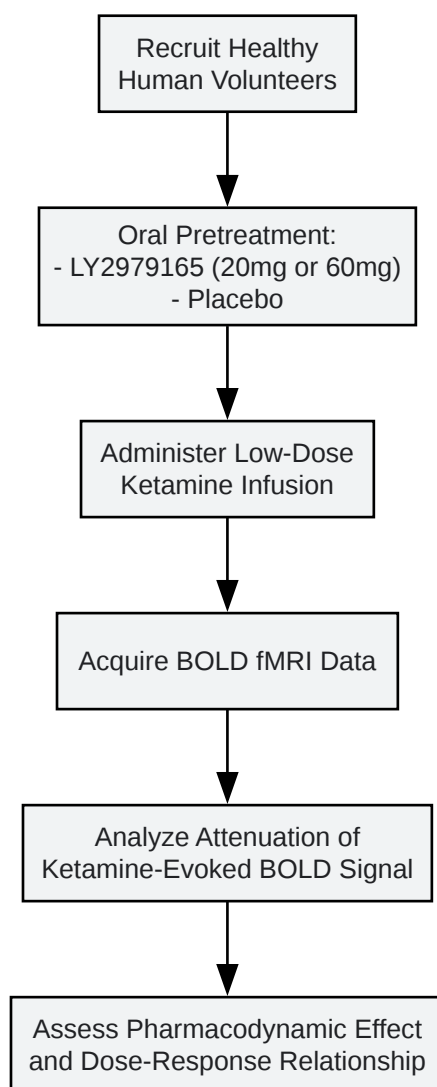 Recruit Healthy
Human Volunteers
Oral Pretreatment:
- LY2979165 (20mg or 60mg)
- Placebo
Administer Low-Dose
Ketamine Infusion
Acquire BOLD fMRI Data
Analyze Attenuation of
Ketamine-Evoked BOLD Signal
Assess Pharmacodynamic Effect
and Dose-Response Relationship